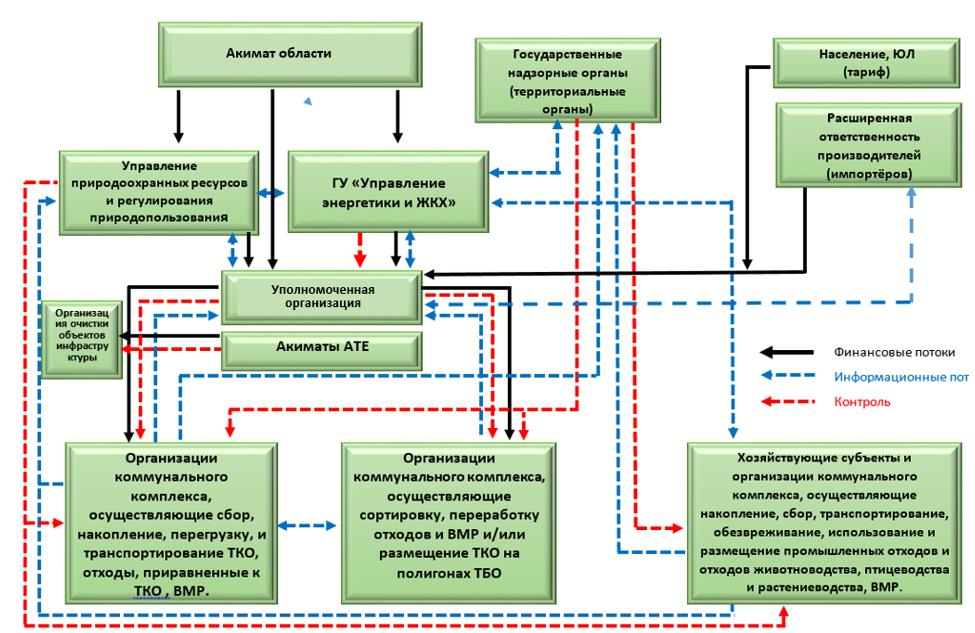 Акимат области
Государственные
надзорные органы
(территориальные
органы)
Население, ЮЛ
(тариф)
Расширенная
ответственность
производителей
(импортёров)
Управление
природоохранных ресурсов
и регулирования
природопользования
ГУ «Управление
энергетики и ЖКХ»
Уполномоченная
организация
Организац
ия очистки
объектов
инфрастру
ктуры
Акиматы АТЕ
Финансовые потоки
Информационные пот
Контроль
Организации
коммунального
комплекса,
осуществляющие сбор,
накопление, перегрузку, и
транспортирование ТКО,
отходы, приравненные к
ТКО , ВМР.
Организации
коммунального комплекса,
осуществляющие
сортировку, переработку
отходов и ВМР и/или
размещение ТКО на
полигонах ТБО
Хозяйствующие субъекты и
организации коммунального
комплекса, осуществляющие
накопление, сбор, транспортирование,
обезвреживание, использование и
размещение промышленных отходов и
отходов животноводства, птицеводства
и растениеводства, ВМР.